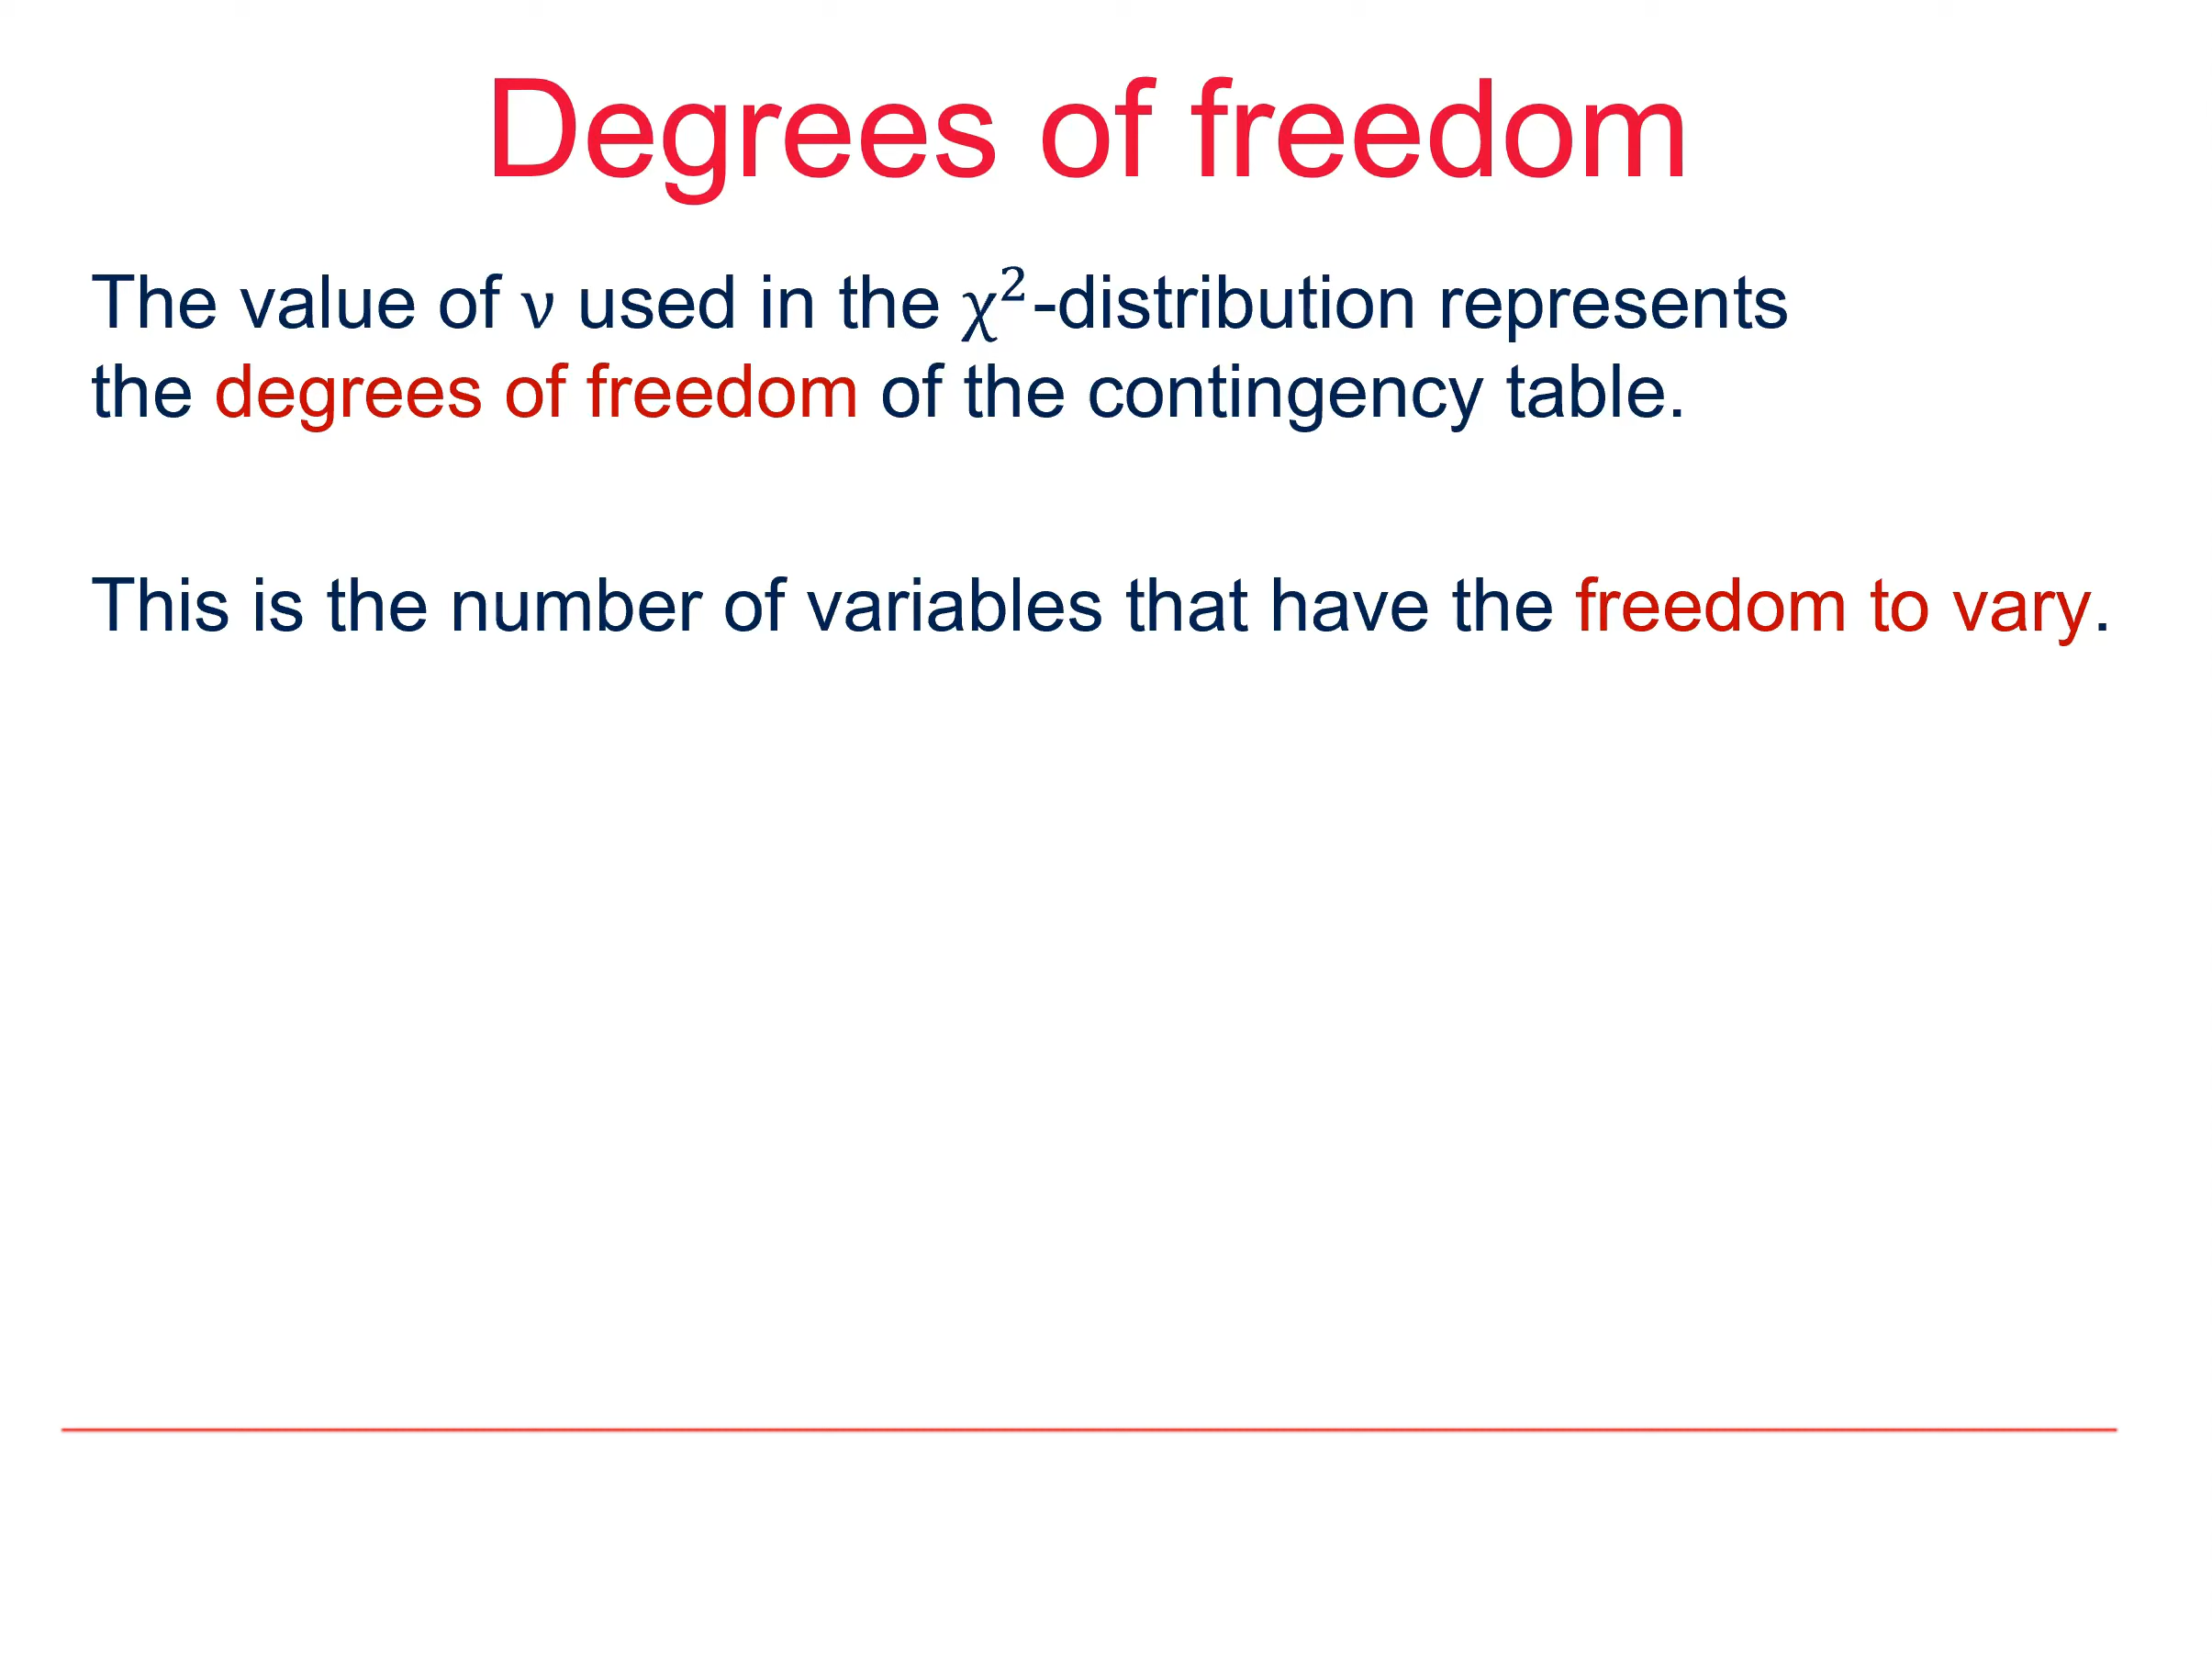 Degrees of freedom
The value of ν used in the χ²-distribution represents
the degrees of freedom of the contingency table.
This is the number of variables that have the freedom to vary.